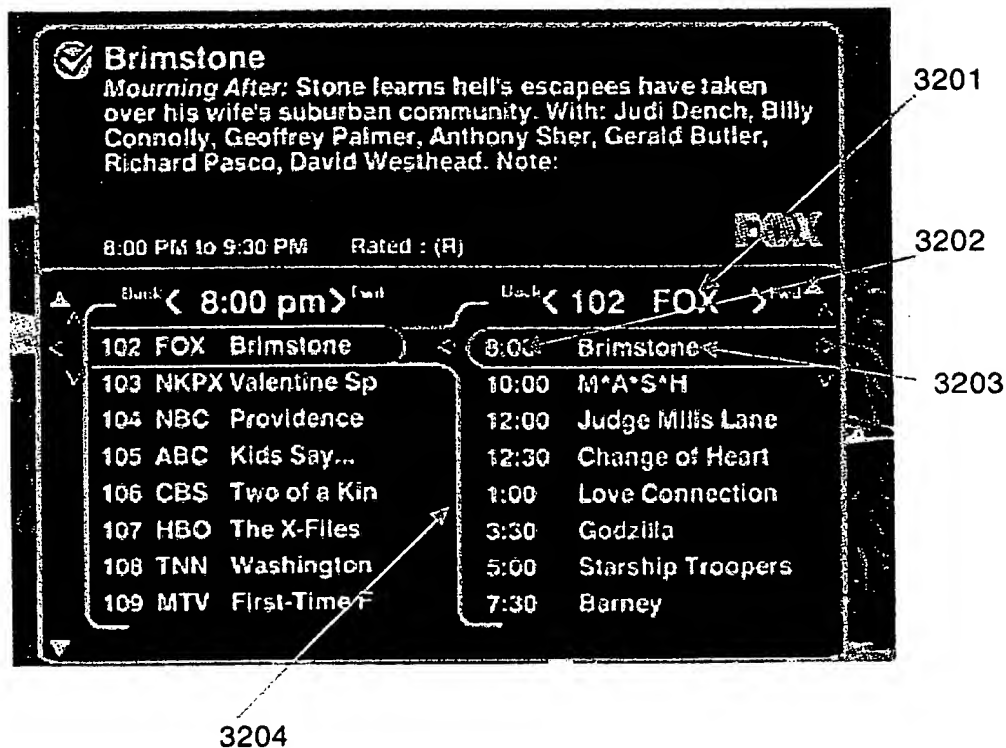 Brimstone
Mourning After: Stone learns hell's escapees have taken
over his wife's suburban community. With: Judi Dench, Billy
Connolly, Geoffrey Palmer, Anthony Sher, Gerald Butler,
Richard Pasco, David Westhead. Note:
FOX
8:00 PM to 9:30 PM Rated : (R)
Back < 8:00 pm > Fwd
102 FOX Brimstone
103 NKPX Valentine Sp
104 NBC Providence
105 ABC Kids Say...
106 CBS Two of a Kin
107 HBO The X-Files
108 TNN Washington
109 MTV First-Time F
Back < 102 FOX > Fwd
8:00 Brimstone
10:00 M*A*S*H
12:00 Judge Mills Lane
12:30 Change of Heart
1:00 Love Connection
3:30 Godzilla
5:00 Starship Troopers
7:30 Barney
3201
3202
3203
3204